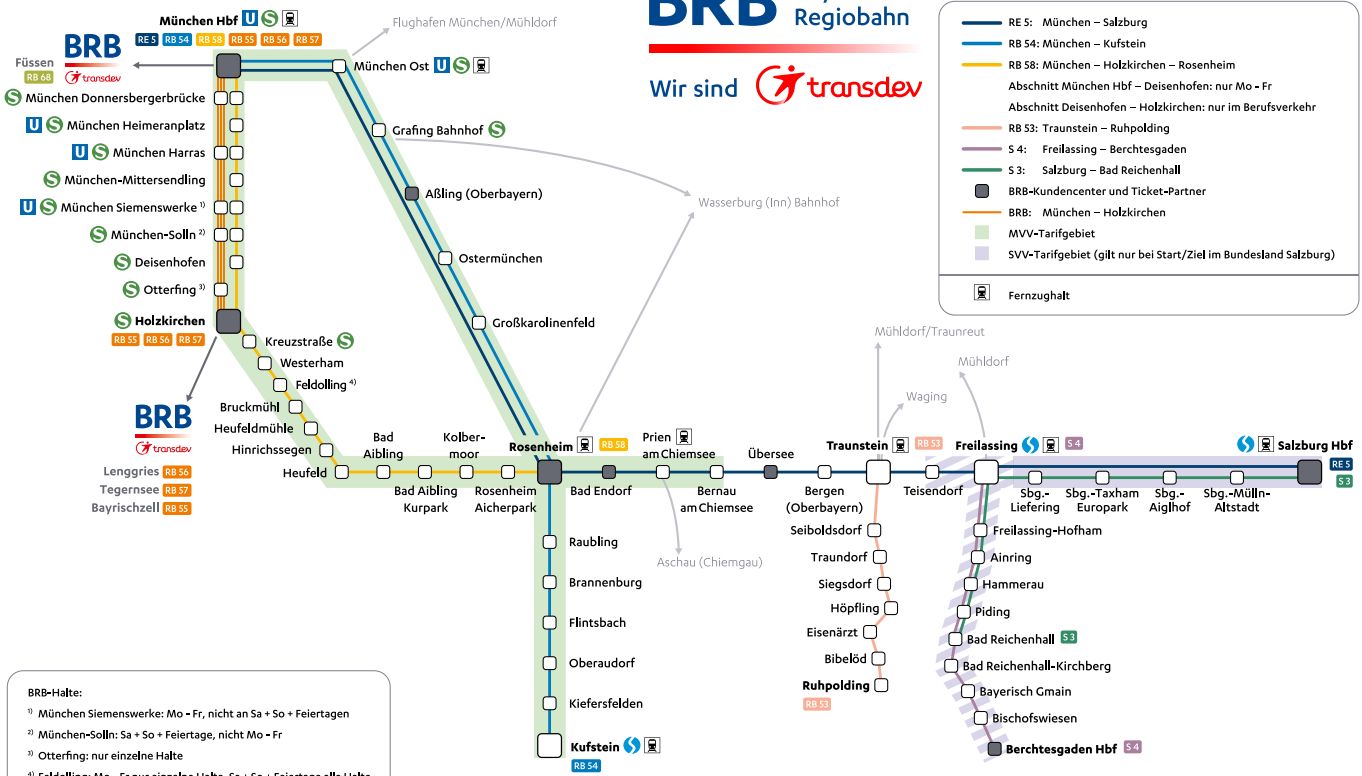 München Hbf U S
RE 5 RB 54 RB 58 RB 55 RB 56 RB 57
BRB
transdev
Füssen
RB 68
Flughafen München/Mühldorf
BRB
Regiobahn
Wir sind transdev
München Ost U S
S München Donnersbergerbrücke
U S München Heimeranplatz
U S München Harras
S München-Mittersendling
U S München Siemenswerke ¹⁾
S München-Solln ²⁾
S Deisenhofen
S Otterfing ³⁾
S Holzkirchen
RB 55 RB 56 RB 57
Grafing Bahnhof S
Aßling (Oberbayern)
Ostermünchen
Großkarolinenfeld
Wasserburg (Inn) Bahnhof
RE 5: München – Salzburg
RB 54: München – Kufstein
RB 58: München – Holzkirchen – Rosenheim
Abschnitt München Hbf – Deisenhofen: nur Mo - Fr
Abschnitt Deisenhofen – Holzkirchen: nur im Berufsverkehr
RB 53: Traunstein – Ruhpolding
S 4: Freilassing – Berchtesgaden
S 3: Salzburg – Bad Reichenhall
BRB-Kundencenter und Ticket-Partner
BRB: München – Holzkirchen
MVV-Tarifgebiet
SVV-Tarifgebiet (gilt nur bei Start/Ziel im Bundesland Salzburg)
Fernzughalt
Kreuzstraße S
Westerham
Feldolling ⁴⁾
Bruckmühl
Heufeldmühle
Hinrichssegen
Heufeld
BRB
transdev
Lenggries RB 56
Tegernsee RB 57
Bayrischzell RB 55
Bad
Aibling
Bad Aibling
Kurpark
Kolber-
moor
Rosenheim
Aicherpark
Rosenheim RB 58
Bad Endorf
Prien
am Chiemsee
Aschau (Chiemgau)
Bernau
am Chiemsee
Übersee
Bergen
(Oberbayern)
Mühldorf/Traunreut
Waging
Traunstein RB 53
Teisendorf
Mühldorf
Freilassing S 4
Sbg.-
Liefering
Sbg.-Taxham
Europark
Sbg.-
Aiglhof
Sbg.-Mülln-
Altstadt
Salzburg Hbf
RE 5
S 3
Raubling
Brannenburg
Flintsbach
Oberaudorf
Kiefersfelden
Kufstein
RB 54
Seiboldsdorf
Traundorf
Siegsdorf
Höpfling
Eisenärzt
Bibelöd
Ruhpolding
RB 53
Freilassing-Hofham
Ainring
Hammerau
Piding
Bad Reichenhall S 3
Bad Reichenhall-Kirchberg
Bayerisch Gmain
Bischofswiesen
Berchtesgaden Hbf S 4
BRB-Halte:
¹⁾ München Siemenswerke: Mo - Fr, nicht an Sa + So + Feiertagen
²⁾ München-Solln: Sa + So + Feiertage, nicht Mo - Fr
³⁾ Otterfing: nur einzelne Halte
⁴⁾ Feldolling: Mo - Fr nur einzelne Halte, Sa + So + Feiertage alle Halte